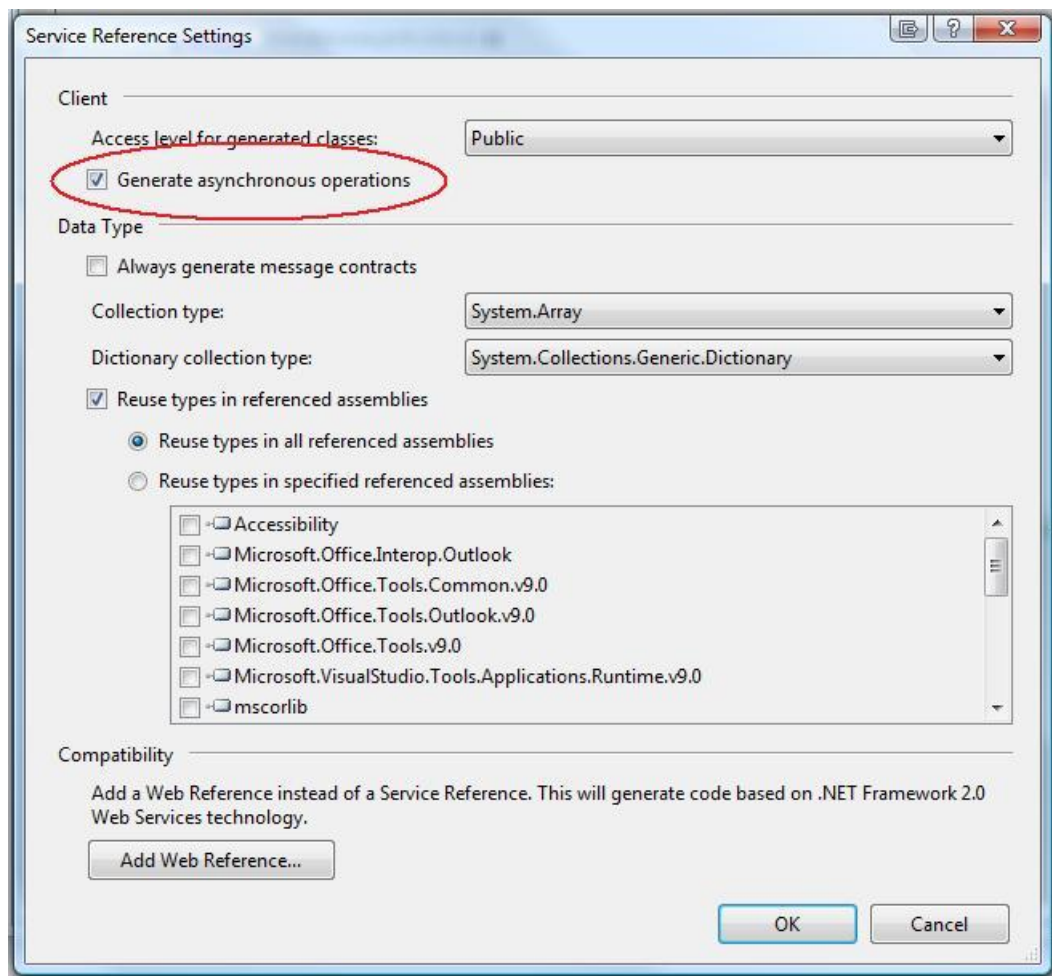 Service Reference Settings
Client
Access level for generated classes: Public
Generate asynchronous operations
Data Type
Always generate message contracts
Collection type: System.Array
Dictionary collection type: System.Collections.Generic.Dictionary
Reuse types in referenced assemblies
Reuse types in all referenced assemblies
Reuse types in specified referenced assemblies:
Accessibility
Microsoft.Office.Interop.Outlook
Microsoft.Office.Tools.Common.v9.0
Microsoft.Office.Tools.Outlook.v9.0
Microsoft.Office.Tools.v9.0
Microsoft.VisualStudio.Tools.Applications.Runtime.v9.0
mscorlib
Compatibility
Add a Web Reference instead of a Service Reference. This will generate code based on .NET Framework 2.0
Web Services technology.
Add Web Reference...
OK Cancel